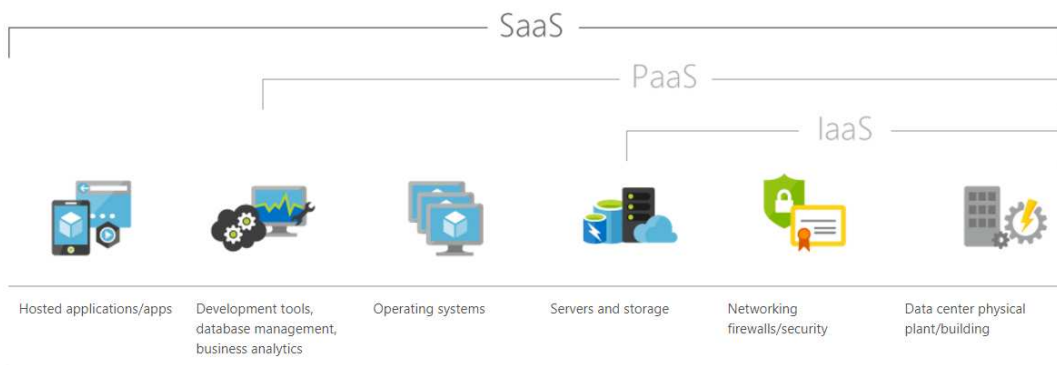 SaaS
PaaS
IaaS
Hosted applications/apps
Development tools,
database management,
business analytics
Operating systems
Servers and storage
Networking
firewalls/security
Data center physical
plant/building